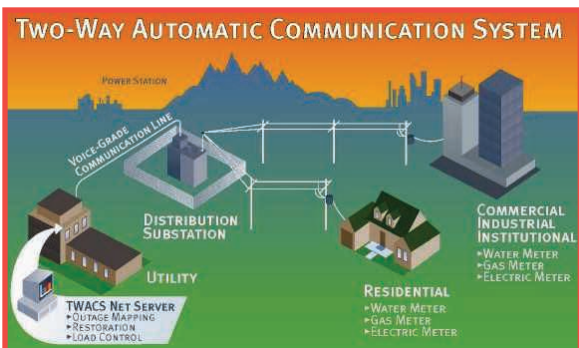 TWO-WAY AUTOMATIC COMMUNICATION SYSTEM
POWER STATION
VOICE-GRADE
COMMUNICATION LINE
DISTRIBUTION
SUBSTATION
UTILITY
TWACS NET SERVER
▸OUTAGE MAPPING
▸RESTORATION
▸LOAD CONTROL
RESIDENTIAL
▸WATER METER
▸GAS METER
▸ELECTRIC METER
COMMERCIAL
INDUSTRIAL
INSTITUTIONAL
▸WATER METER
▸GAS METER
▸ELECTRIC METER